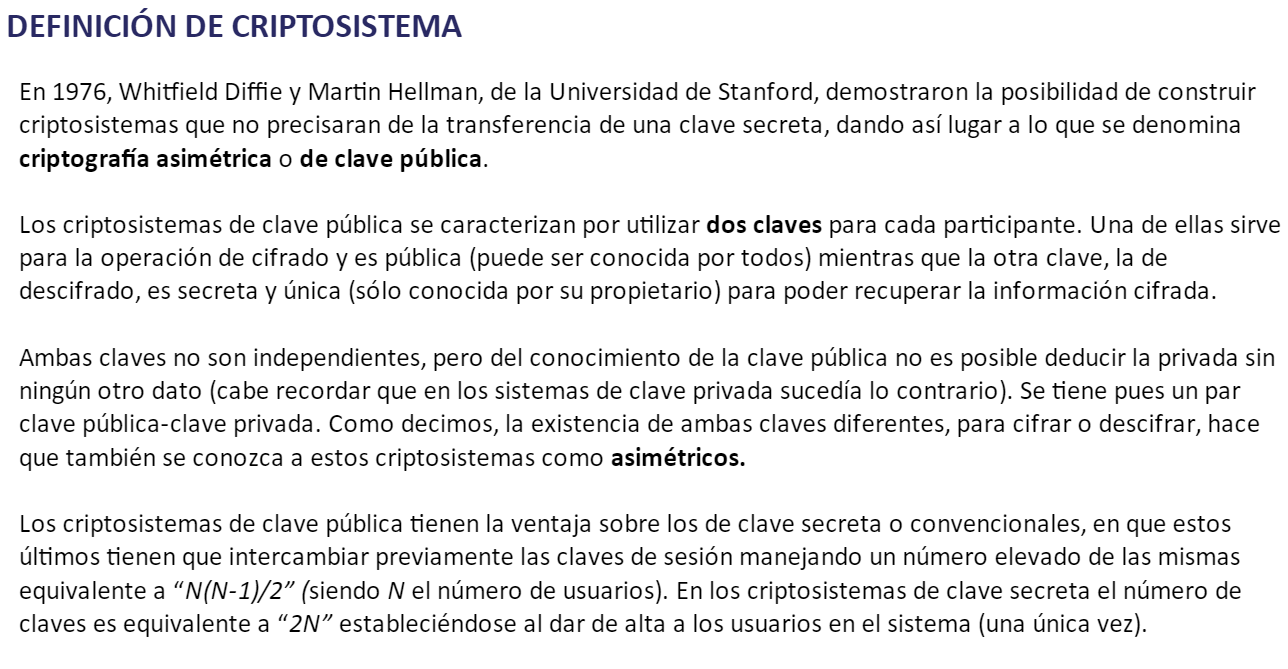 DEFINICIÓN DE CRIPTOSISTEMA
En 1976, Whitfield Diffie y Martin Hellman, de la Universidad de Stanford, demostraron la posibilidad de construir
criptosistemas que no precisaran de la transferencia de una clave secreta, dando así lugar a lo que se denomina
criptografía asimétrica o de clave pública.
Los criptosistemas de clave pública se caracterizan por utilizar dos claves para cada participante. Una de ellas sirve
para la operación de cifrado y es pública (puede ser conocida por todos) mientras que la otra clave, la de
descifrado, es secreta y única (sólo conocida por su propietario) para poder recuperar la información cifrada.
Ambas claves no son independientes, pero del conocimiento de la clave pública no es posible deducir la privada sin
ningún otro dato (cabe recordar que en los sistemas de clave privada sucedía lo contrario). Se tiene pues un par
clave pública-clave privada. Como decimos, la existencia de ambas claves diferentes, para cifrar o descifrar, hace
que también se conozca a estos criptosistemas como asimétricos.
Los criptosistemas de clave pública tienen la ventaja sobre los de clave secreta o convencionales, en que estos
últimos tienen que intercambiar previamente las claves de sesión manejando un número elevado de las mismas
equivalente a “N(N-1)/2” (siendo N el número de usuarios). En los criptosistemas de clave secreta el número de
claves es equivalente a “2N” estableciéndose al dar de alta a los usuarios en el sistema (una única vez).